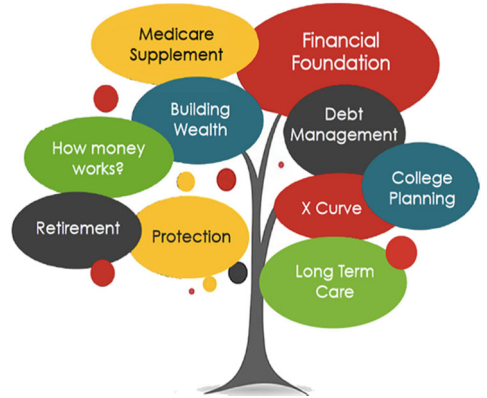 Medicare
Supplement
Financial
Foundation
Building
Wealth
Debt
Management
How money
works?
College
Planning
Retirement
Protection
X Curve
Long Term
Care